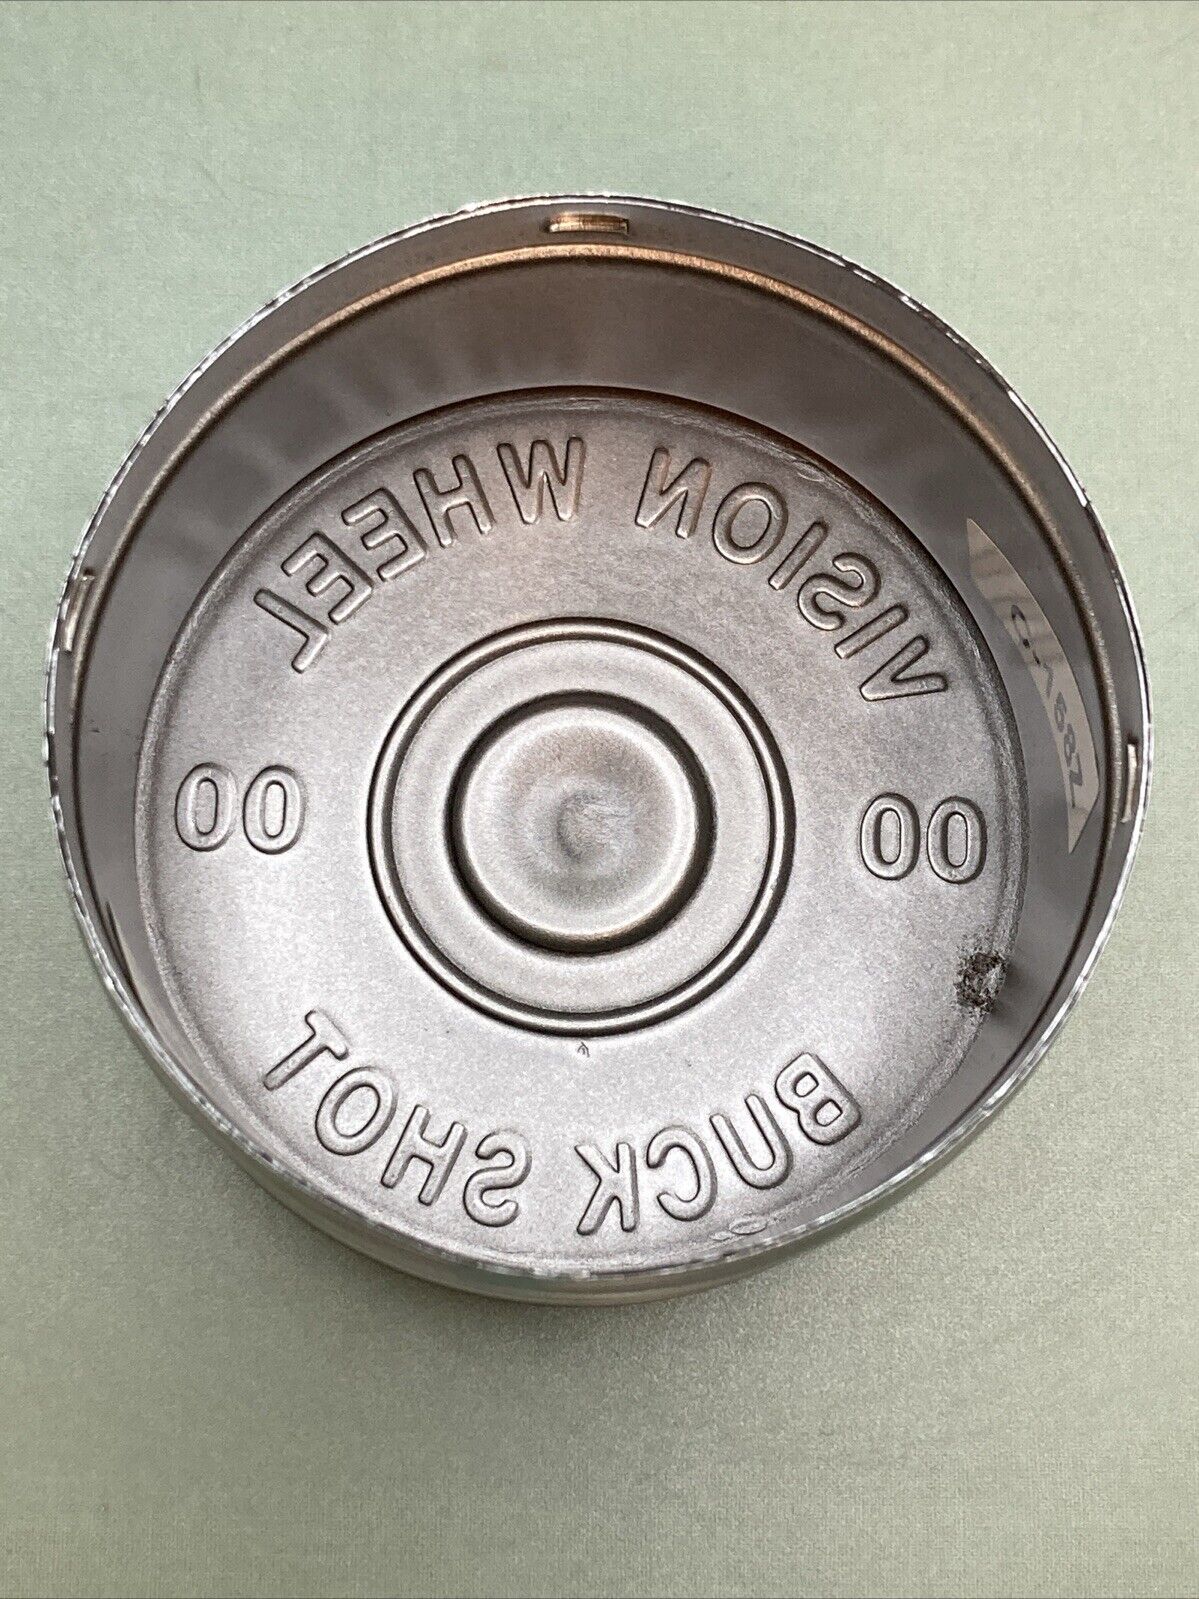 VISION WHEEL
00
00
BUCK SHOT